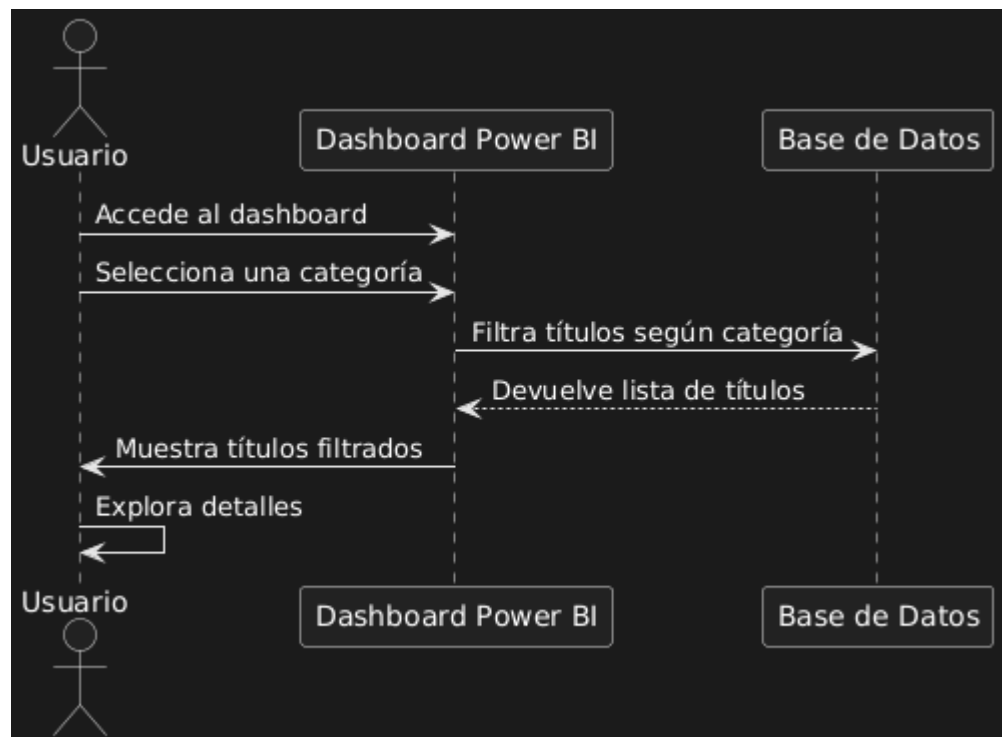 Usuario
Dashboard Power BI
Base de Datos
Accede al dashboard
Selecciona una categoría
Filtra títulos según categoría
Devuelve lista de títulos
Muestra títulos filtrados
Explora detalles
Usuario
Dashboard Power BI
Base de Datos